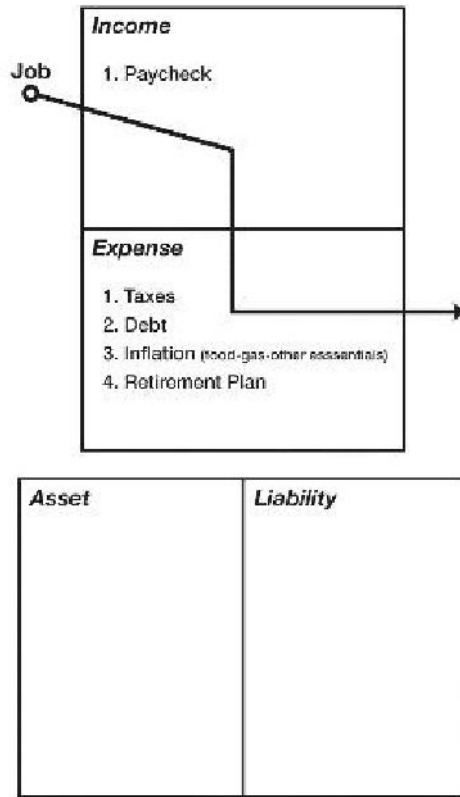 Income
Job
1. Paycheck
Expense
1. Taxes
2. Debt
3. Inflation (food-gas-other esssentials)
4. Retirement Plan
Asset
Liability